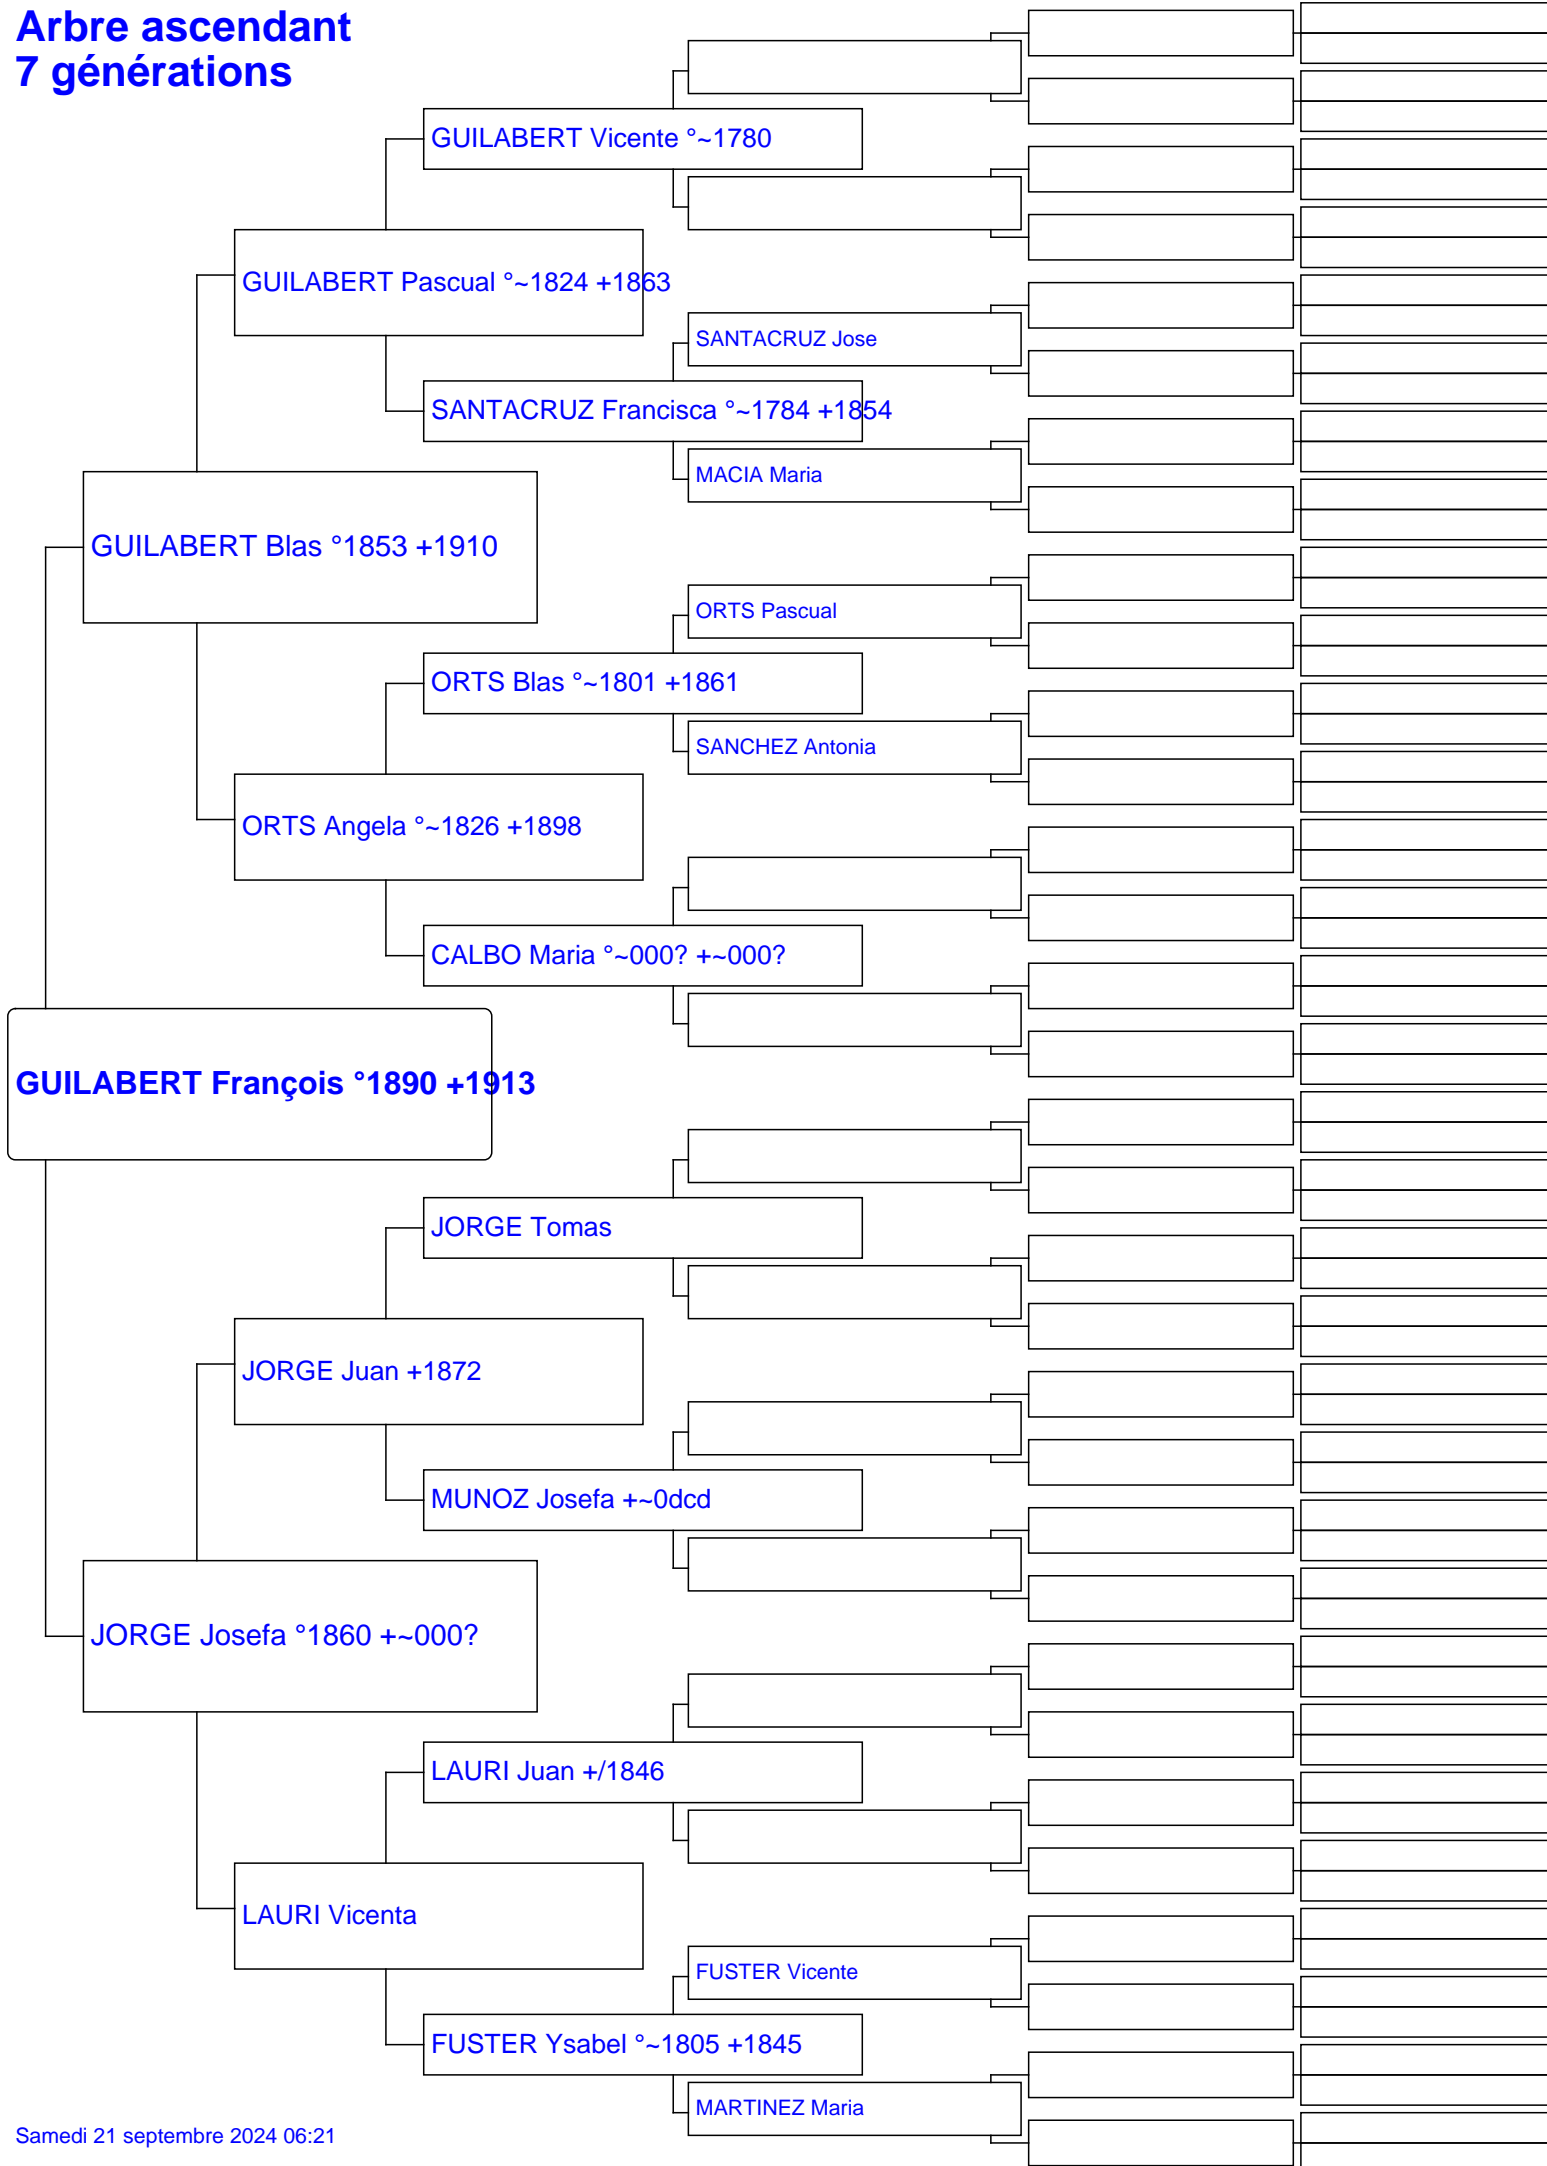 Arbre ascendant
7 générations
GUILABERT Vicente °~1780
GUILABERT Pascual °~1824 +1863
SANTACRUZ Jose
SANTACRUZ Francisca °~1784 +1854
MACIA Maria
GUILABERT Blas °1853 +1910
ORTS Pascual
ORTS Blas °~1801 +1861
SANCHEZ Antonia
ORTS Angela °~1826 +1898
CALBO Maria °~000? +~000?
GUILABERT François °1890 +1913
JORGE Tomas
JORGE Juan +1872
MUNOZ Josefa +~0dcd
JORGE Josefa °1860 +~000?
LAURI Juan +/1846
LAURI Vicenta
FUSTER Vicente
FUSTER Ysabel °~1805 +1845
MARTINEZ Maria
Samedi 21 septembre 2024 06:21